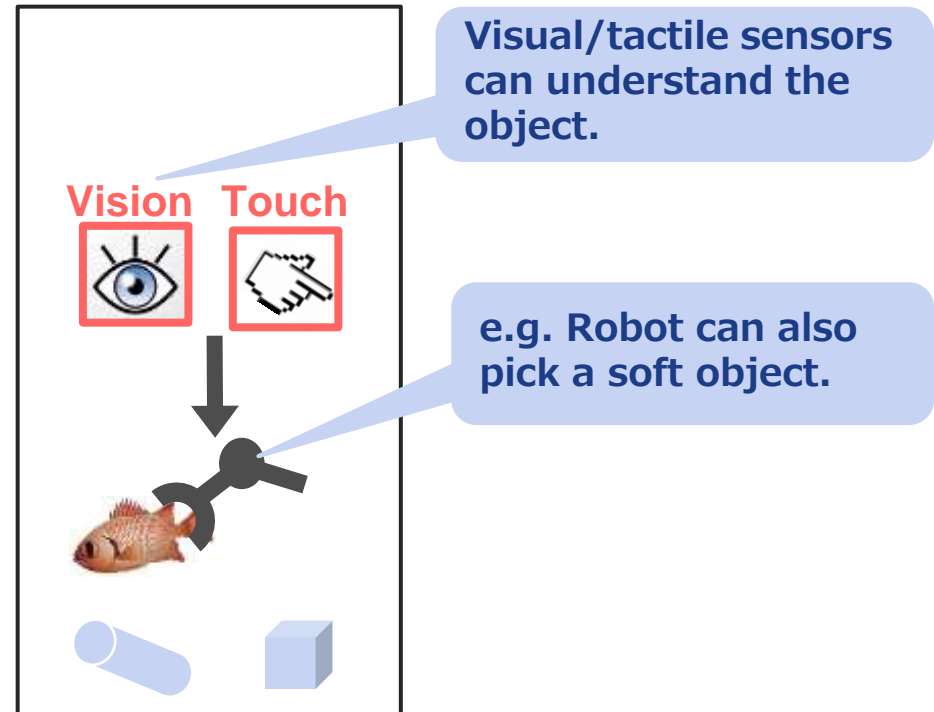 Visual/tactile sensors
can understand the
object.
Vision Touch
e.g. Robot can also
pick a soft object.